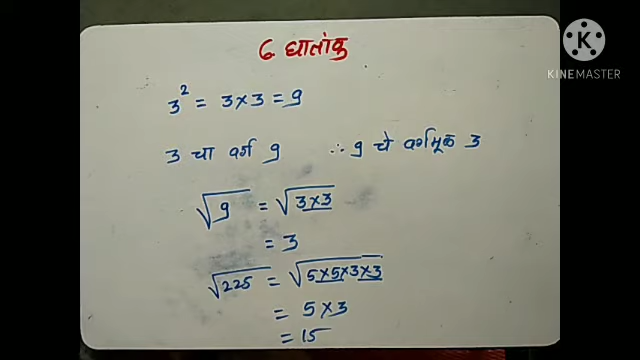 ६. घातांक
KINEMASTER
3² = 3 × 3 = 9
3 चा वर्ग 9 ∴ 9 चे वर्गमूळ 3
√9 = √3 × 3
= 3
√225 = √5 × 5 × 3 × 3
= 5 × 3
= 15